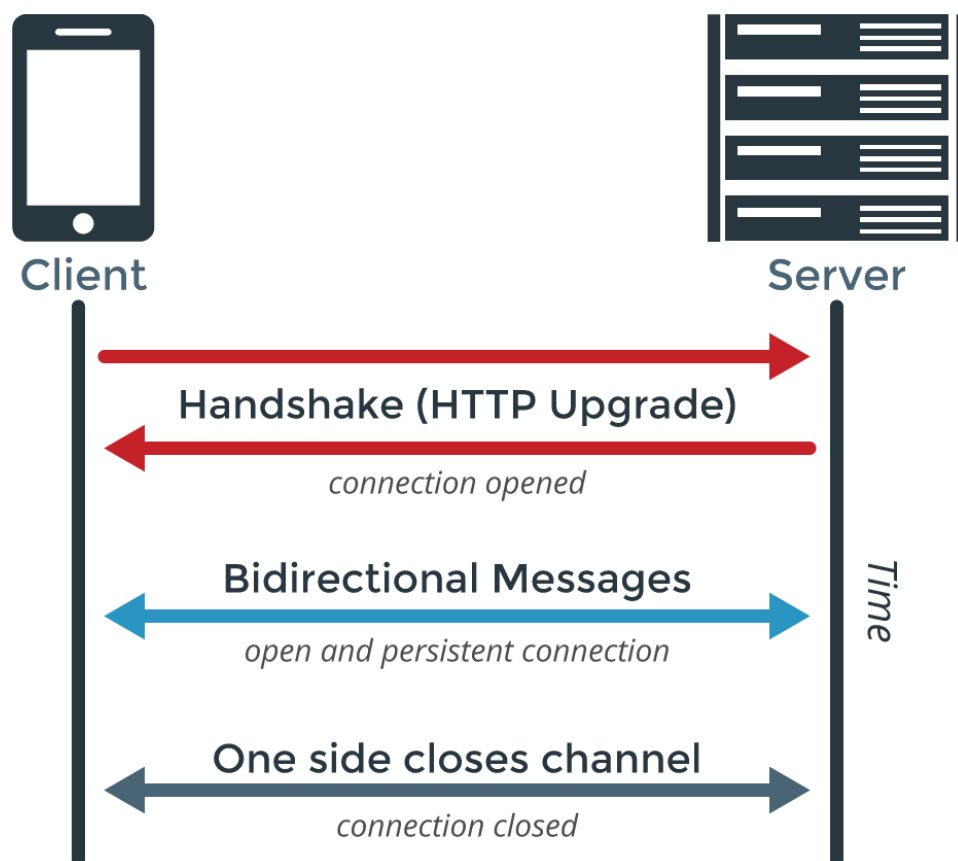 Client
Server
Handshake (HTTP Upgrade)
connection opened
Bidirectional Messages
open and persistent connection
Time
One side closes channel
connection closed